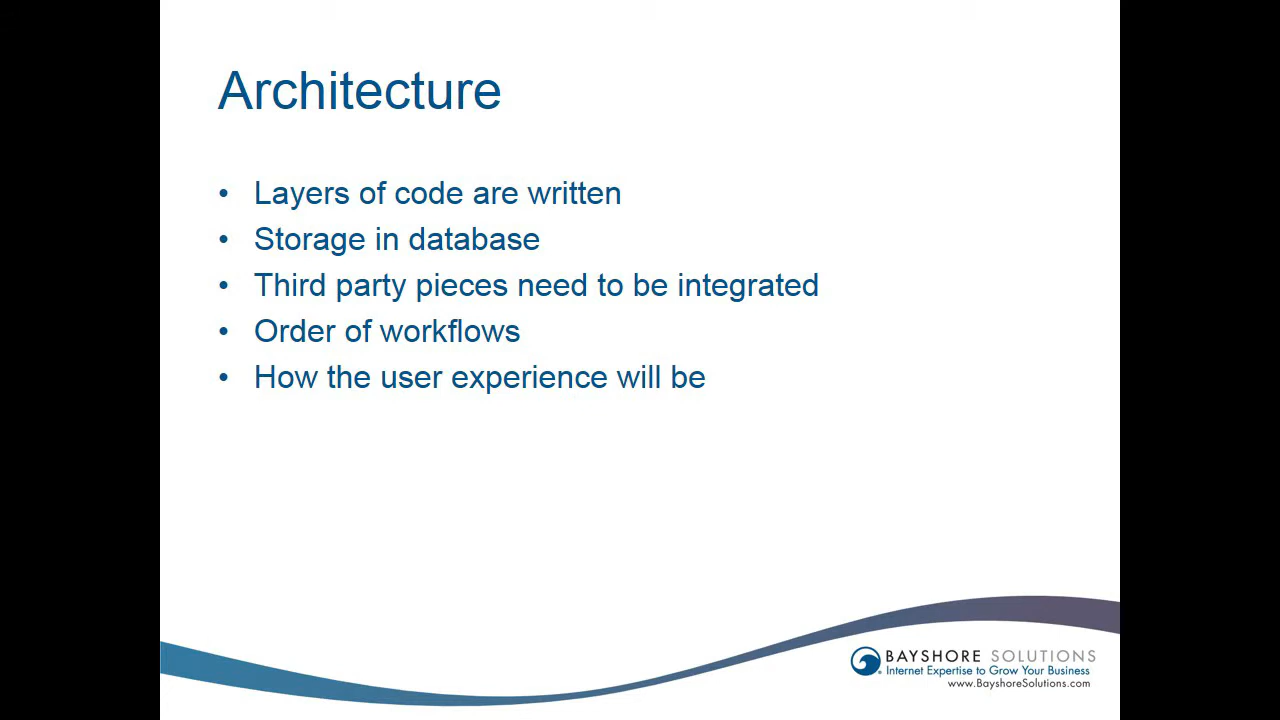 Architecture
• Layers of code are written
• Storage in database
• Third party pieces need to be integrated
• Order of workflows
• How the user experience will be
BAYSHORE SOLUTIONS
Internet Expertise to Grow Your Business
www.BayshoreSolutions.com